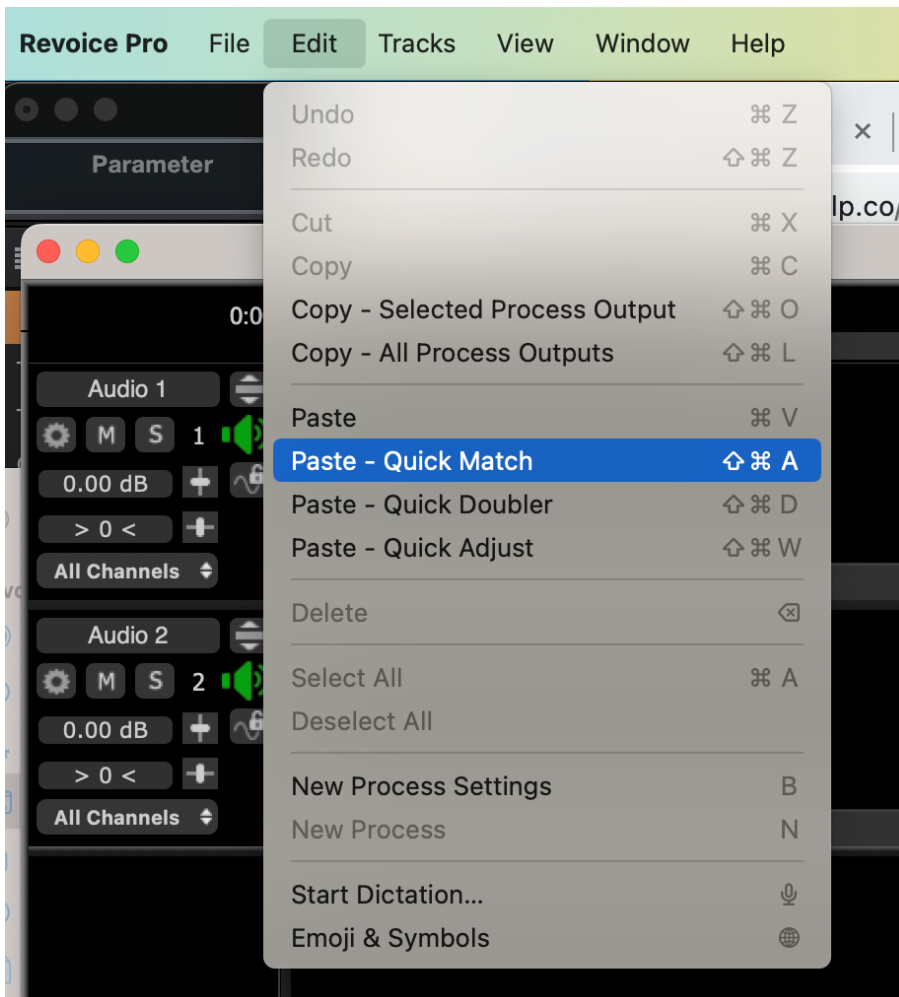 Revoice Pro File Edit Tracks View Window Help
Undo ⌘ Z
Redo ⇧ ⌘ Z
Cut ⌘ X
Copy ⌘ C
Copy - Selected Process Output ⇧ ⌘ O
Copy - All Process Outputs ⇧ ⌘ L
Paste ⌘ V
Paste - Quick Match ⇧ ⌘ A
Paste - Quick Doubler ⇧ ⌘ D
Paste - Quick Adjust ⇧ ⌘ W
Delete ⌫
Select All ⌘ A
Deselect All
New Process Settings B
New Process N
Start Dictation...
Emoji & Symbols
Parameter
lp.co/
0:0
Audio 1
M S 1
0.00 dB
> 0 <
All Channels
Audio 2
M S 2
0.00 dB
> 0 <
All Channels